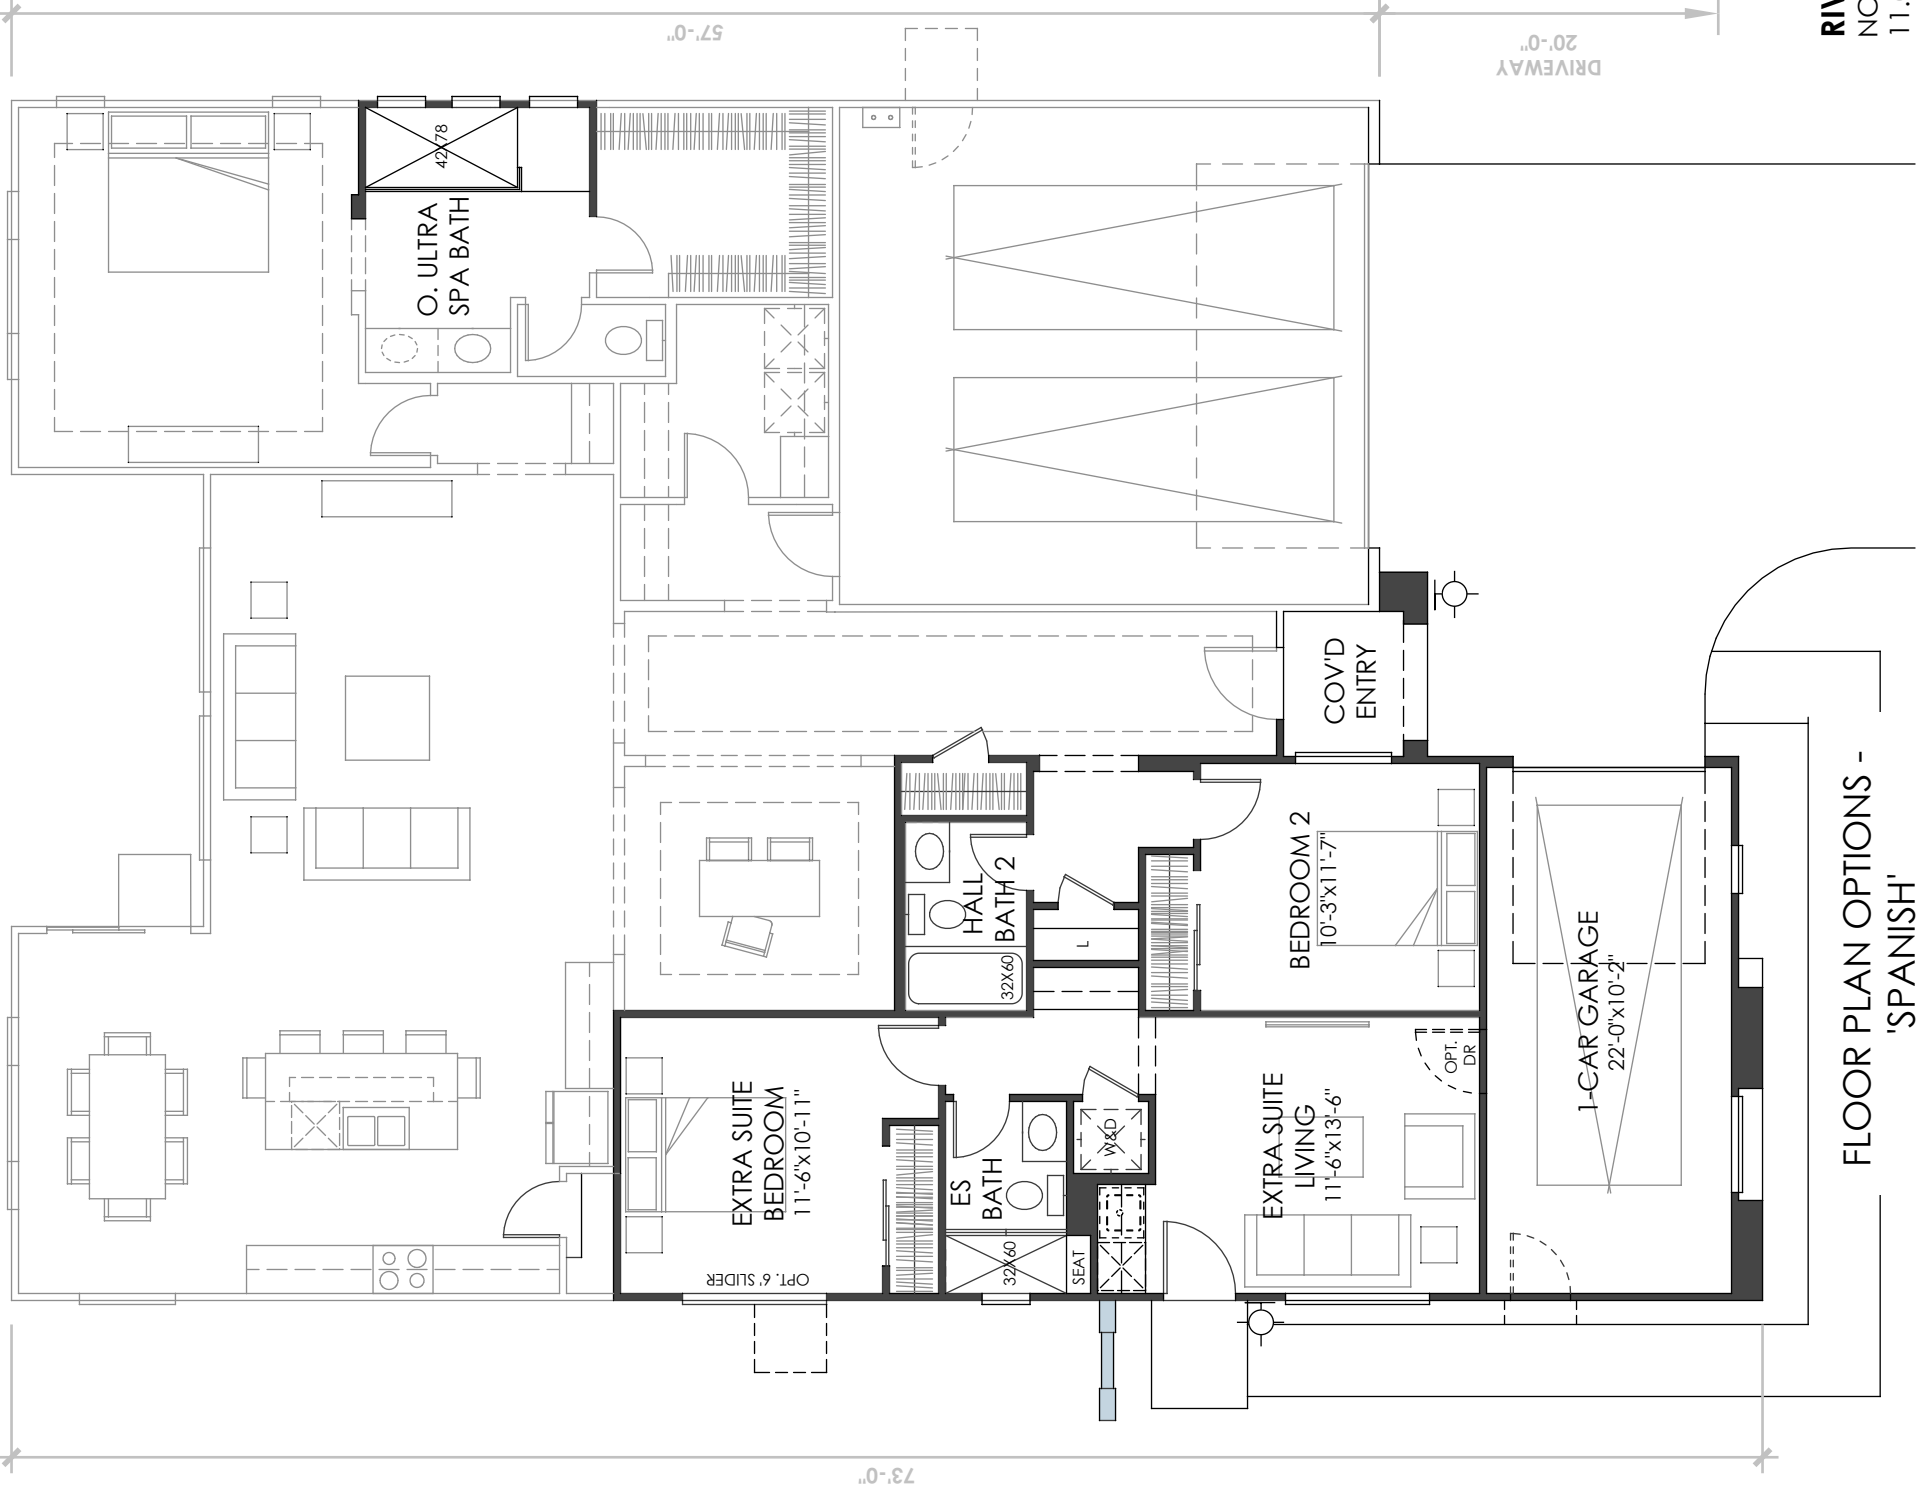 57'-0"
20'-0"
DRIVEWAY
RIV
NO
11.
42X78
O. ULTRA
SPA BATH
COV'D
ENTRY
HALL
BATH 2
32X60
L
BEDROOM 2
10'-3"x11'-7"
1-CAR GARAGE
22'-0"x10'-2"
EXTRA SUITE
BEDROOM
11'-6"x10'-11"
OPT. 6' SLIDER
ES
BATH
32X60
SEAT
W&D
EXTRA SUITE
LIVING
11'-6"x13'-6"
OPT.
DR
73'-0"
FLOOR PLAN OPTIONS -
'SPANISH'